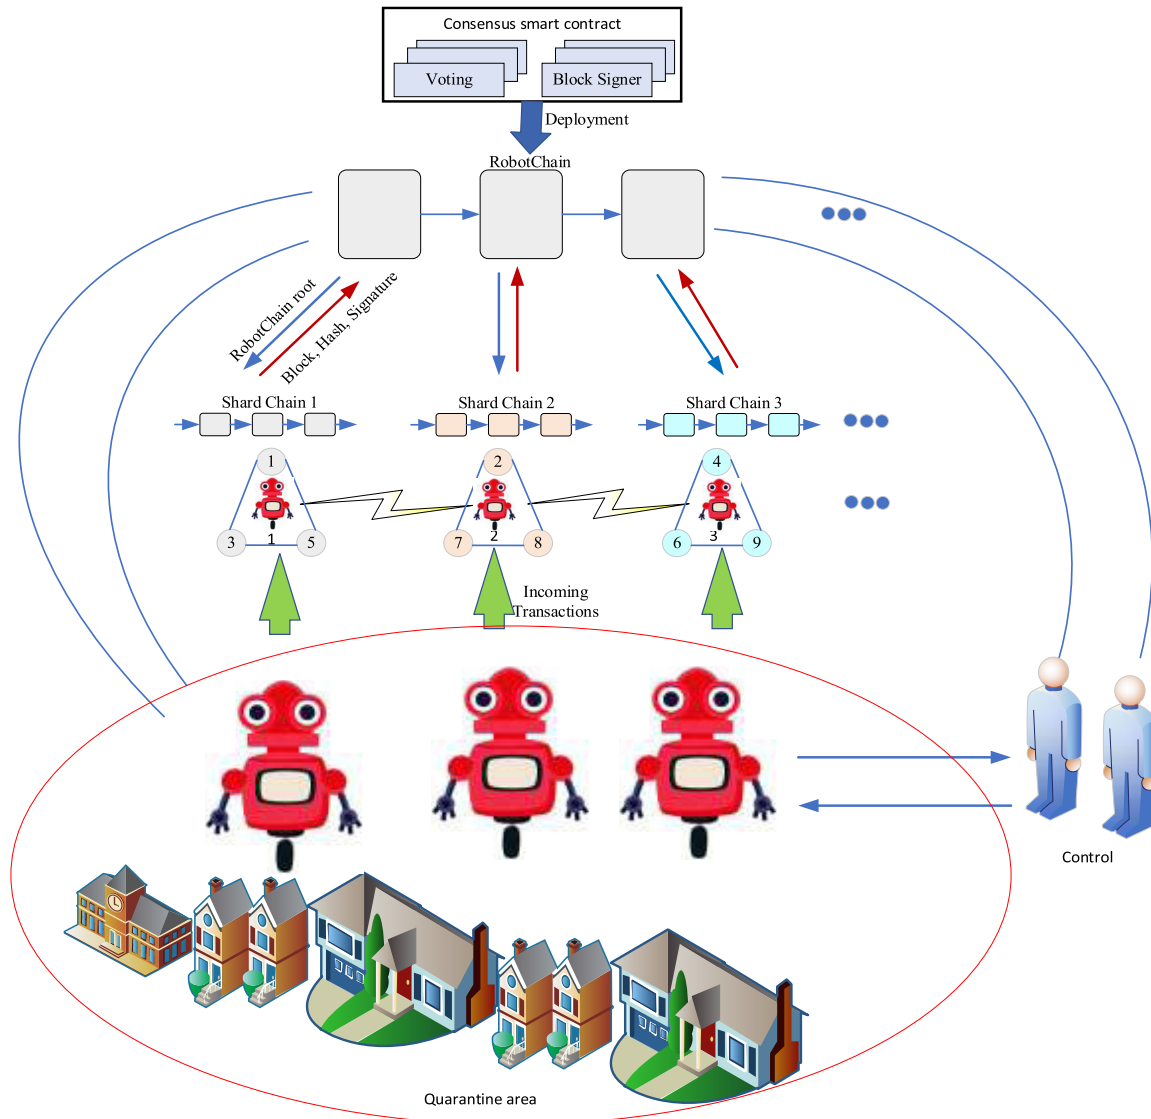 Consensus smart contract
Voting
Block Signer
Deployment
RobotChain
RobotChain root
Block, Hash, Signature
Shard Chain 1
Shard Chain 2
Shard Chain 3
1
2
4
3
1
5
7
2
8
6
3
9
Incoming
Transactions
Control
Quarantine area